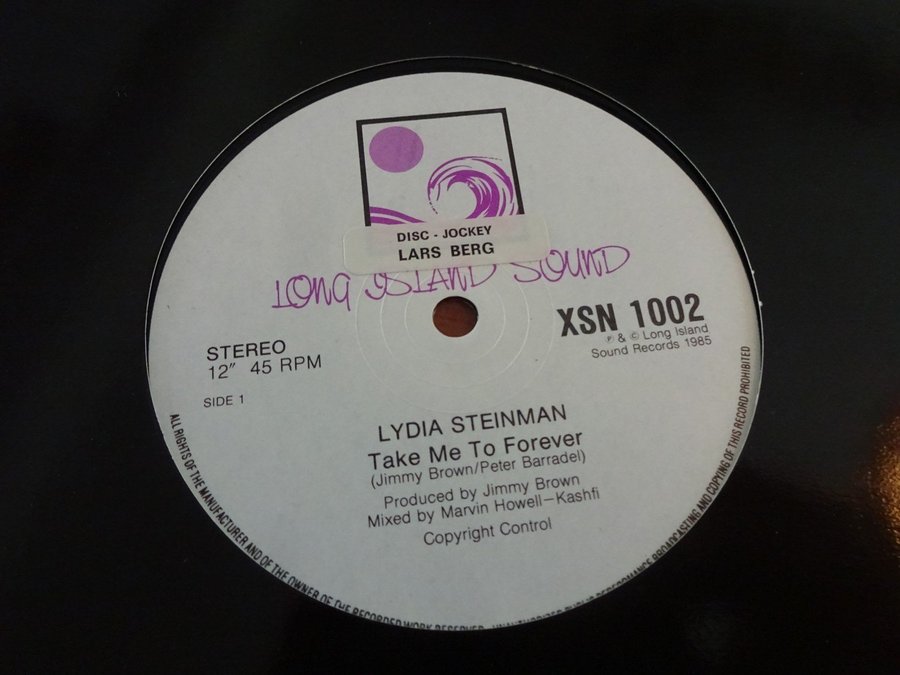 DISC - JOCKEY
LARS BERG
LONG ISLAND SOUND
XSN 1002
℗ & © Long Island
Sound Records 1985
STEREO
12" 45 RPM
SIDE 1
LYDIA STEINMAN
Take Me To Forever
(Jimmy Brown/Peter Barradel)
Produced by Jimmy Brown
Mixed by Marvin Howell-Kashfi
Copyright Control
ALL RIGHTS OF THE MANUFACTURER AND OF THE OWNER OF THE RECORDED WORK RESERVED UNAUTHORISED PUBLIC PERFORMANCE BROADCASTING AND COPYING OF THIS RECORD PROHIBITED